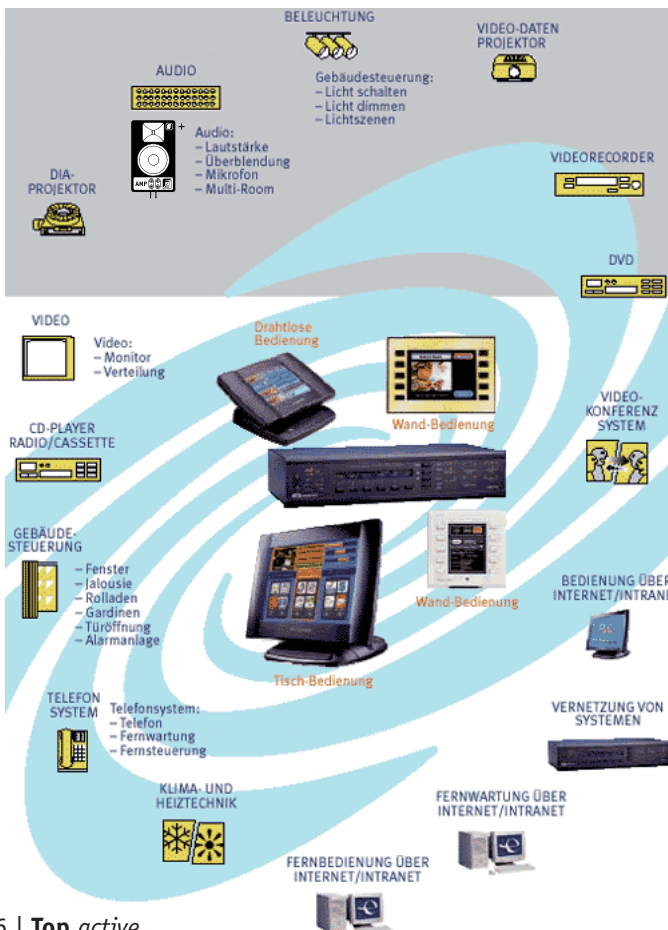 BELEUCHTUNG
Gebäudesteuerung:
– Licht schalten
– Licht dimmen
– Lichtszenen
VIDEO-DATEN
PROJEKTOR
AUDIO
AMP
Audio:
– Lautstärke
– Überblendung
– Mikrofon
– Multi-Room
DIA-
PROJEKTOR
VIDEORECORDER
DVD
VIDEO
Video:
– Monitor
– Verteilung
Drahtlose
Bedienung
Wand-Bedienung
VIDEO-
KONFERENZ
SYSTEM
CD-PLAYER
RADIO/CASSETTE
GEBÄUDE-
STEUERUNG
– Fenster
– Jalousie
– Rolladen
– Gardinen
– Türöffnung
– Alarmanlage
Wand-Bedienung
Tisch-Bedienung
BEDIENUNG ÜBER
INTERNET/INTRANE
TELEFON
SYSTEM
Telefonsystem:
– Telefon
– Fernwartung
– Fernsteuerung
VERNETZUNG VON
SYSTEMEN
KLIMA- UND
HEIZTECHNIK
FERNWARTUNG ÜBER
INTERNET/INTRANET
FERNBEDIENUNG ÜBER
INTERNET/INTRANET
6 | Top active